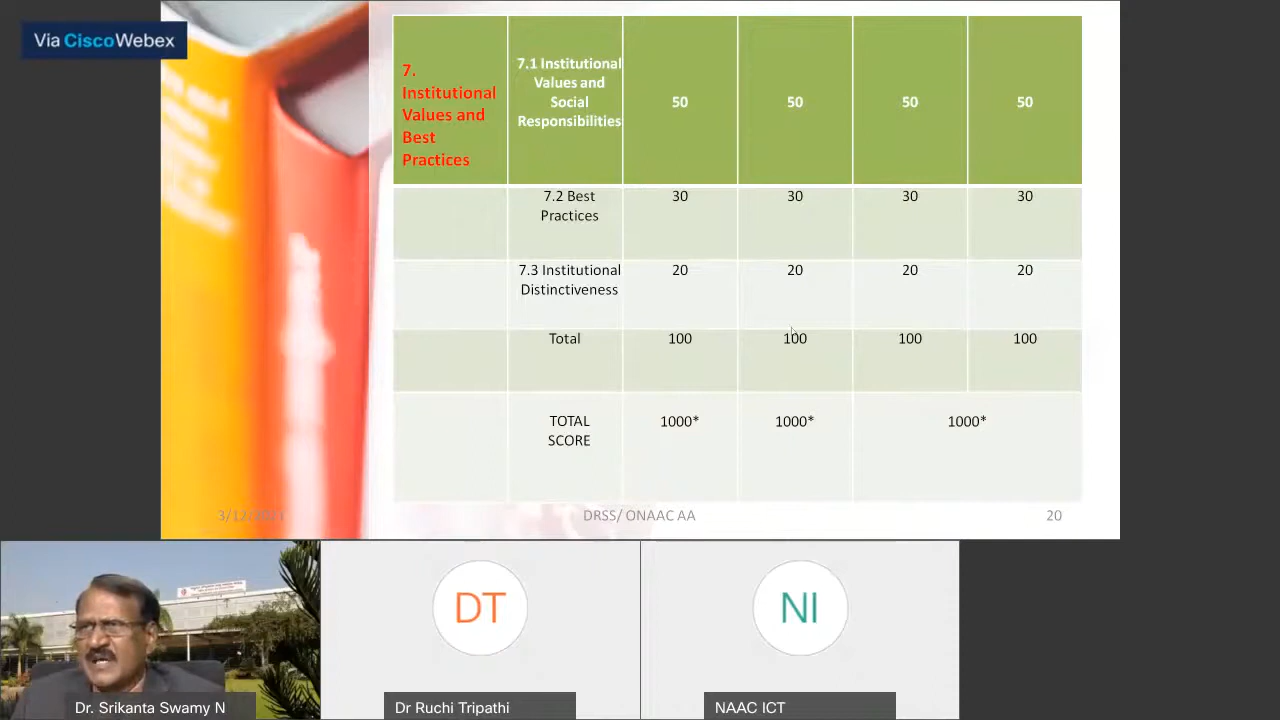 Via Cisco Webex
7.
Institutional
Values and
Best
Practices
7.1 Institutional
Values and
Social
Responsibilities
50 50 50 50
7.2 Best
Practices
30 30 30 30
7.3 Institutional
Distinctiveness
20 20 20 20
Total 100 100 100 100
TOTAL
SCORE
1000* 1000* 1000*
DRSS/ ONAAC AA
20
DT
NI
Dr. Srikanta Swamy N
Dr Ruchi Tripathi
NAAC ICT